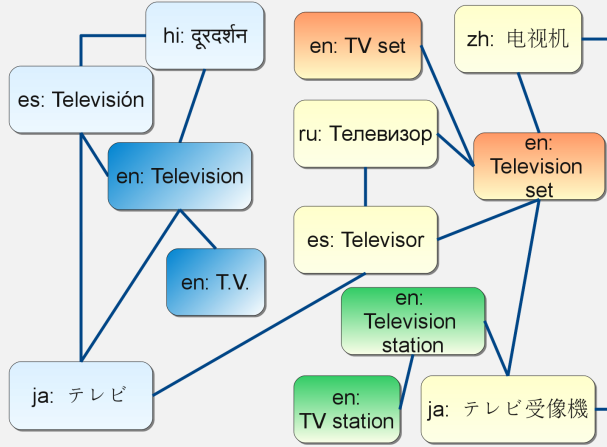 hi: दूरदर्शन
en: TV set
zh: 电视机
es: Televisión
ru: Телевизор
en:
Television
set
en: Television
es: Televisor
en: T.V.
en:
Television
station
ja: テレビ
en:
TV station
ja: テレビ受像機